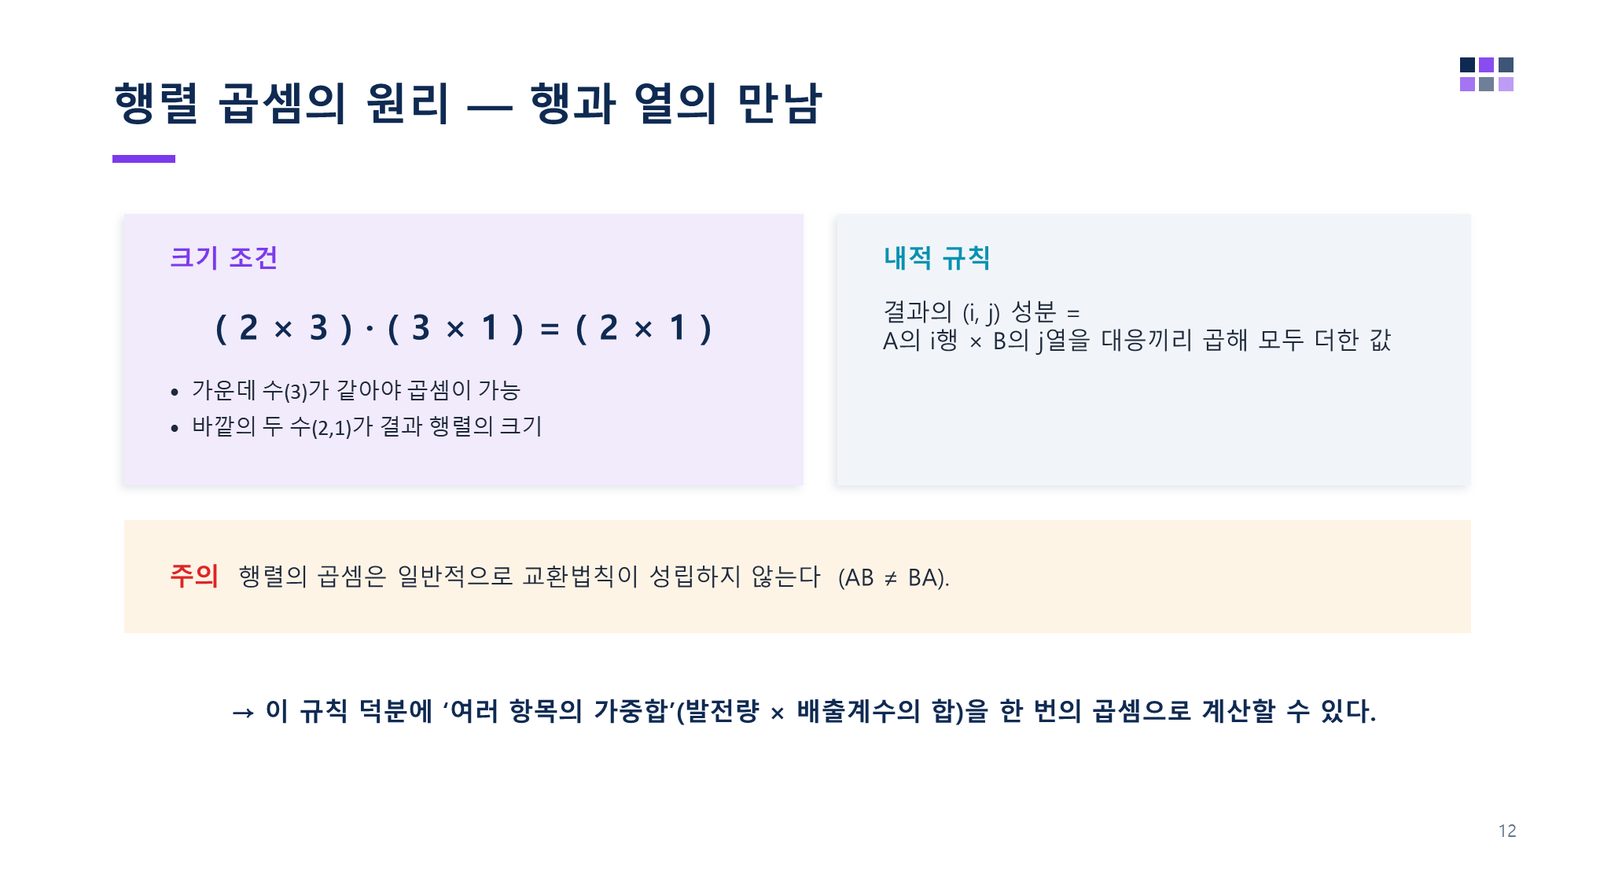 행렬 곱셈의 원리 — 행과 열의 만남
크기 조건
( 2 × 3 ) · ( 3 × 1 ) = ( 2 × 1 )
• 가운데 수(3)가 같아야 곱셈이 가능
• 바깥의 두 수(2,1)가 결과 행렬의 크기
내적 규칙
결과의 (i, j) 성분 =
A의 i행 × B의 j열을 대응끼리 곱해 모두 더한 값
주의 행렬의 곱셈은 일반적으로 교환법칙이 성립하지 않는다 (AB ≠ BA).
→ 이 규칙 덕분에 ‘여러 항목의 가중합’(발전량 × 배출계수의 합)을 한 번의 곱셈으로 계산할 수 있다.
12